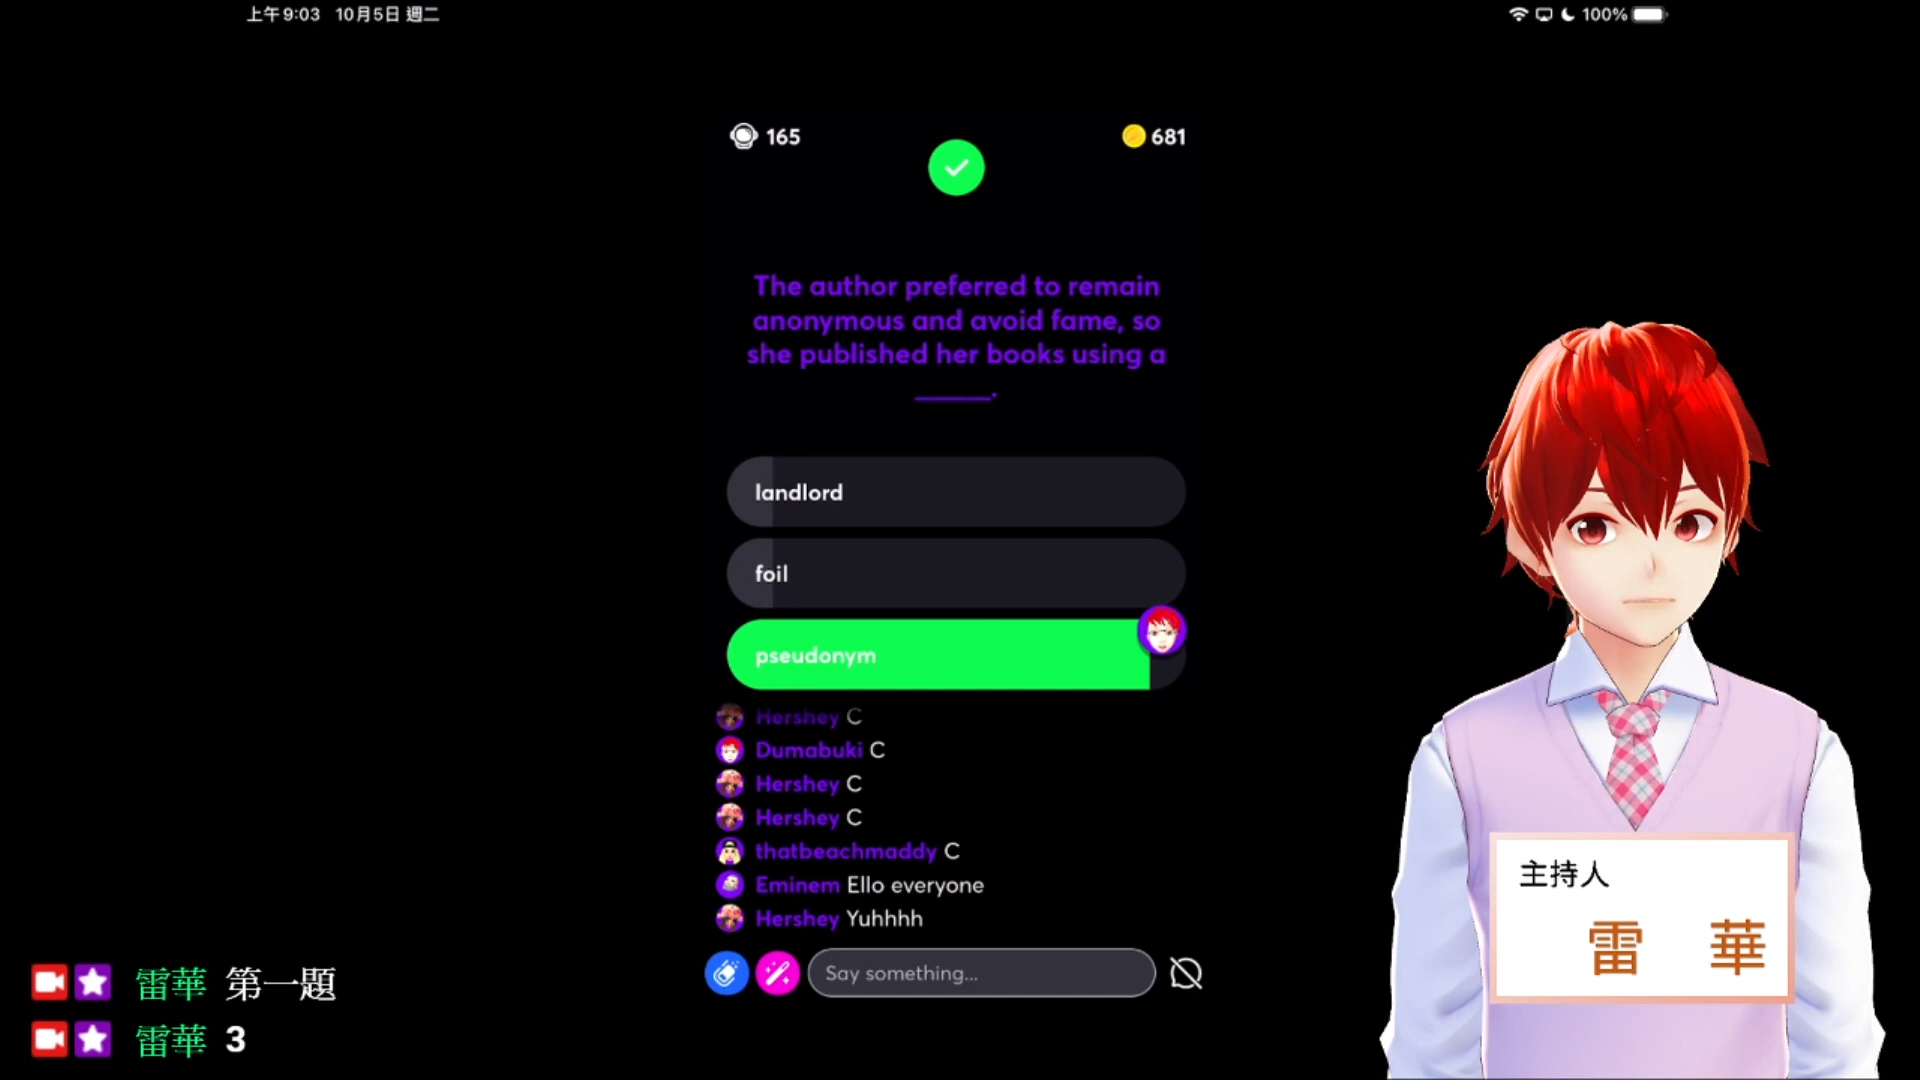 上午9:03 10月5日 週二
100%
165
681
The author preferred to remain
anonymous and avoid fame, so
she published her books using a
______.
landlord
foil
pseudonym
Hershey C
Dumabuki C
Hershey C
Hershey C
thatbeachmaddy C
Eminem Ello everyone
Hershey Yuhhhh
Say something...
雷華 第一題
雷華 3
主持人
雷 華